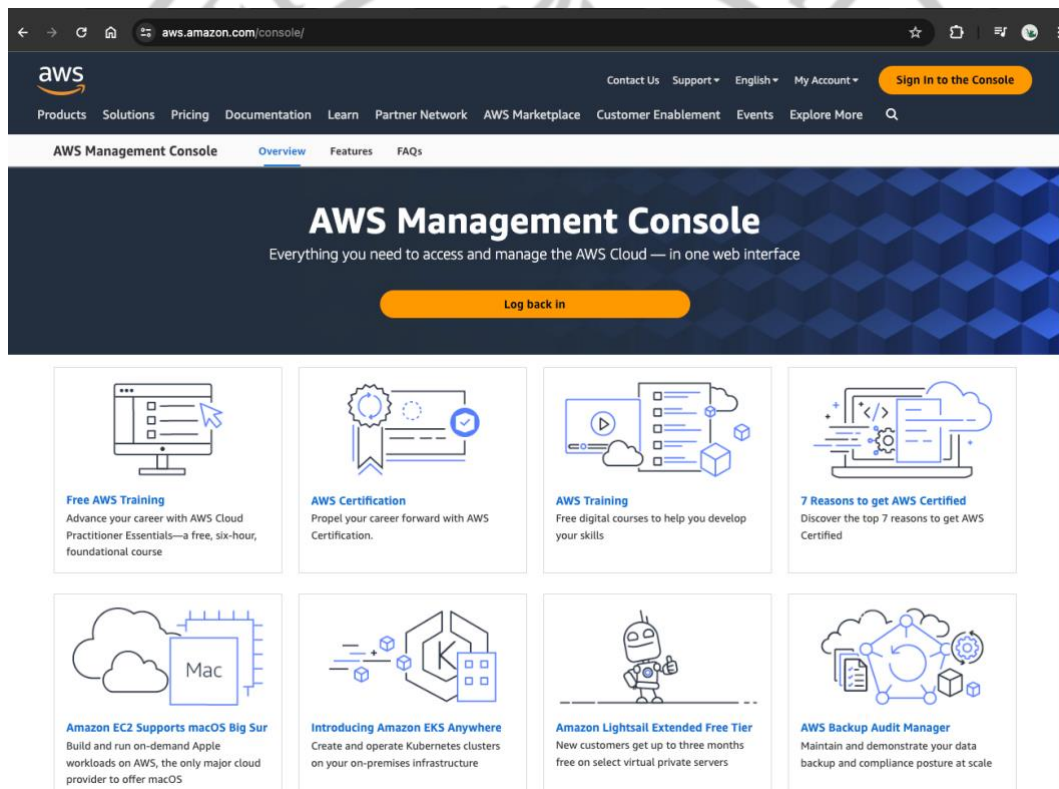 aws.amazon.com/console/
aws
Contact Us Support English My Account Sign In to the Console
Products Solutions Pricing Documentation Learn Partner Network AWS Marketplace Customer Enablement Events Explore More
AWS Management Console Overview Features FAQs
AWS Management Console
Everything you need to access and manage the AWS Cloud — in one web interface
Log back in
Free AWS Training
Advance your career with AWS Cloud
Practitioner Essentials—a free, six-hour,
foundational course
AWS Certification
Propel your career forward with AWS
Certification.
AWS Training
Free digital courses to help you develop
your skills
7 Reasons to get AWS Certified
Discover the top 7 reasons to get AWS
Certified
Mac
Amazon EC2 Supports macOS Big Sur
Build and run on-demand Apple
workloads on AWS, the only major cloud
provider to offer macOS
K
Introducing Amazon EKS Anywhere
Create and operate Kubernetes clusters
on your on-premises infrastructure
Amazon Lightsail Extended Free Tier
New customers get up to three months
free on select virtual private servers
AWS Backup Audit Manager
Maintain and demonstrate your data
backup and compliance posture at scale